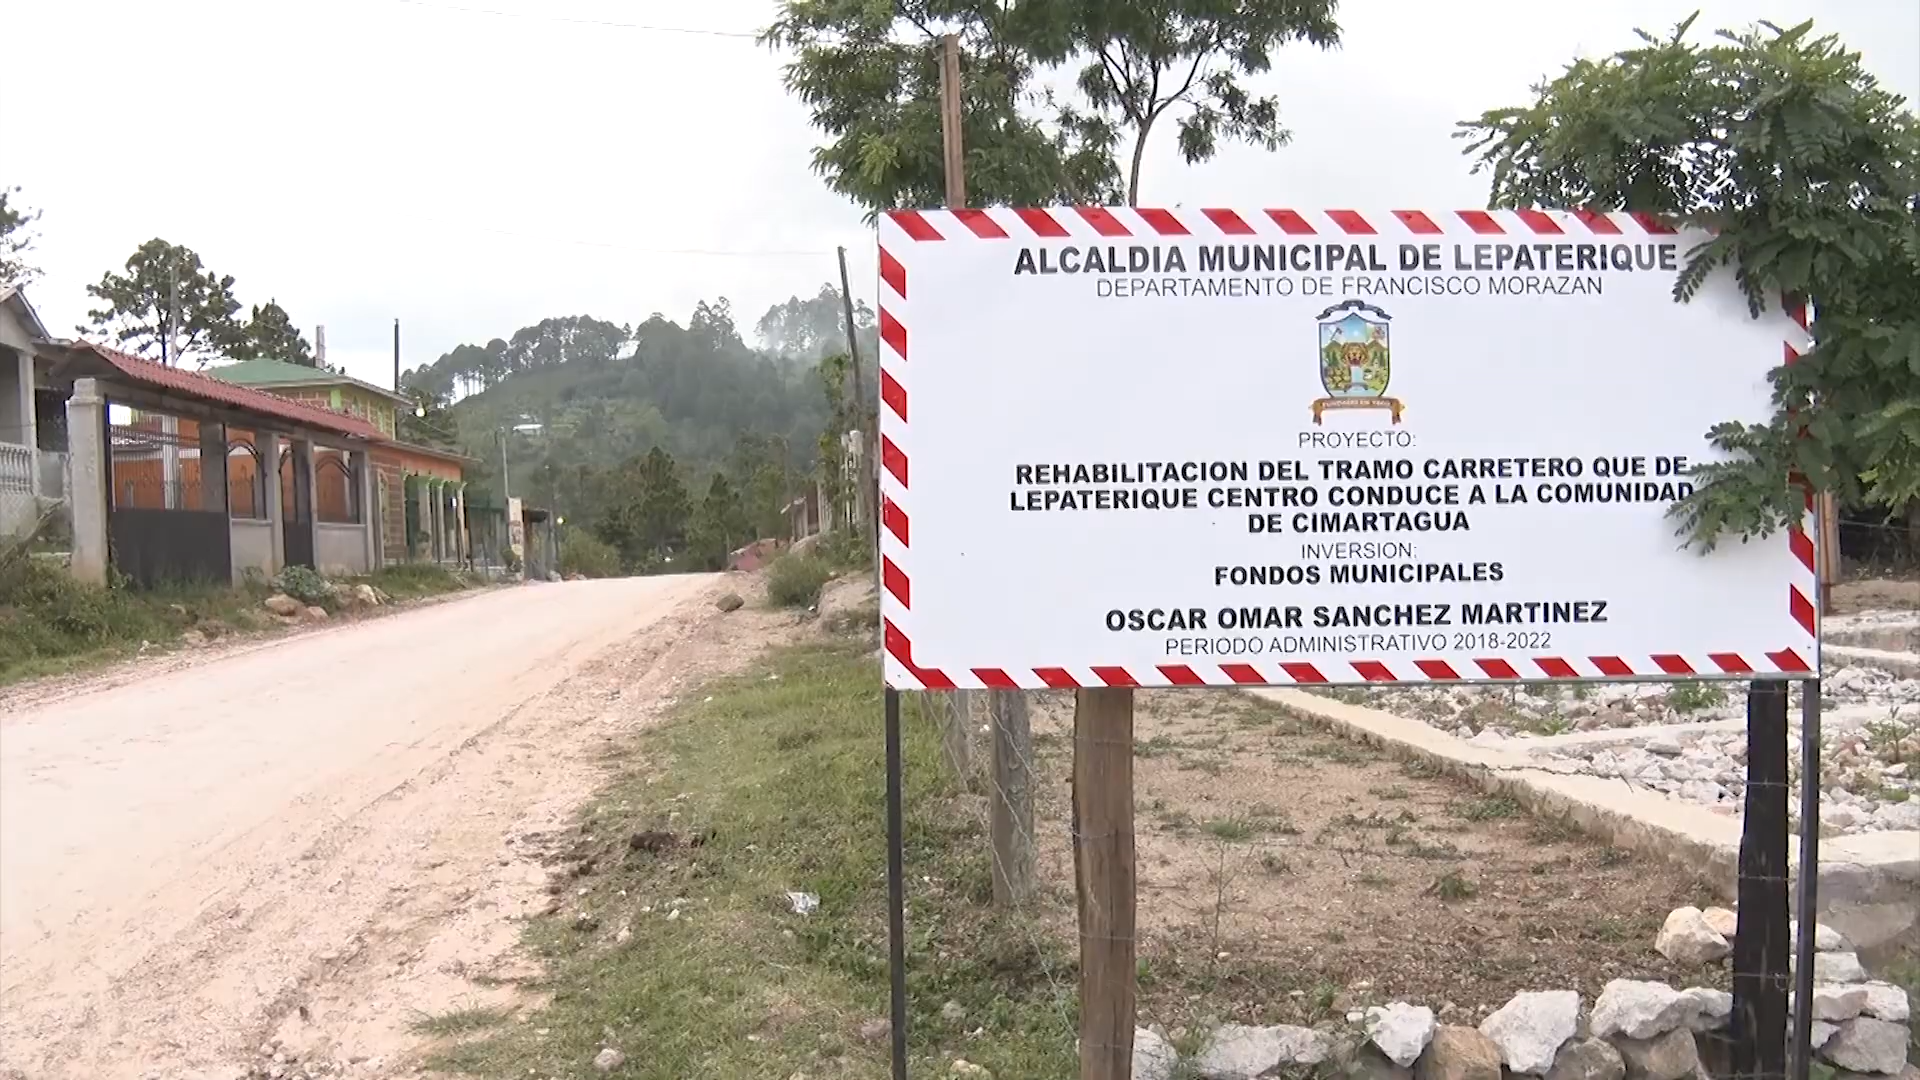 ALCALDIA MUNICIPAL DE LEPATERIQUE
DEPARTAMENTO DE FRANCISCO MORAZAN
PROYECTO:
REHABILITACION DEL TRAMO CARRETERO QUE DE
LEPATERIQUE CENTRO CONDUCE A LA COMUNIDAD
DE CIMARTAGUA
INVERSION;
FONDOS MUNICIPALES
OSCAR OMAR SANCHEZ MARTINEZ
PERIODO ADMINISTRATIVO 2018-2022